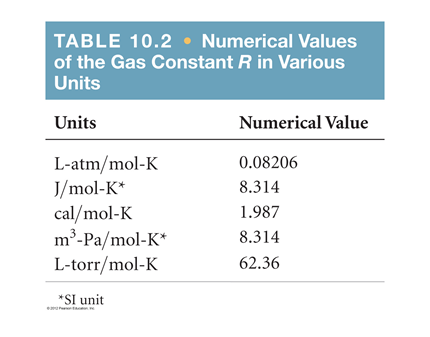 TABLE 10.2 • Numerical Values
of the Gas Constant R in Various
Units
Units Numerical Value
L-atm/mol-K 0.08206
J/mol-K* 8.314
cal/mol-K 1.987
m³-Pa/mol-K* 8.314
L-torr/mol-K 62.36
*SI unit
© 2012 Pearson Education, Inc.